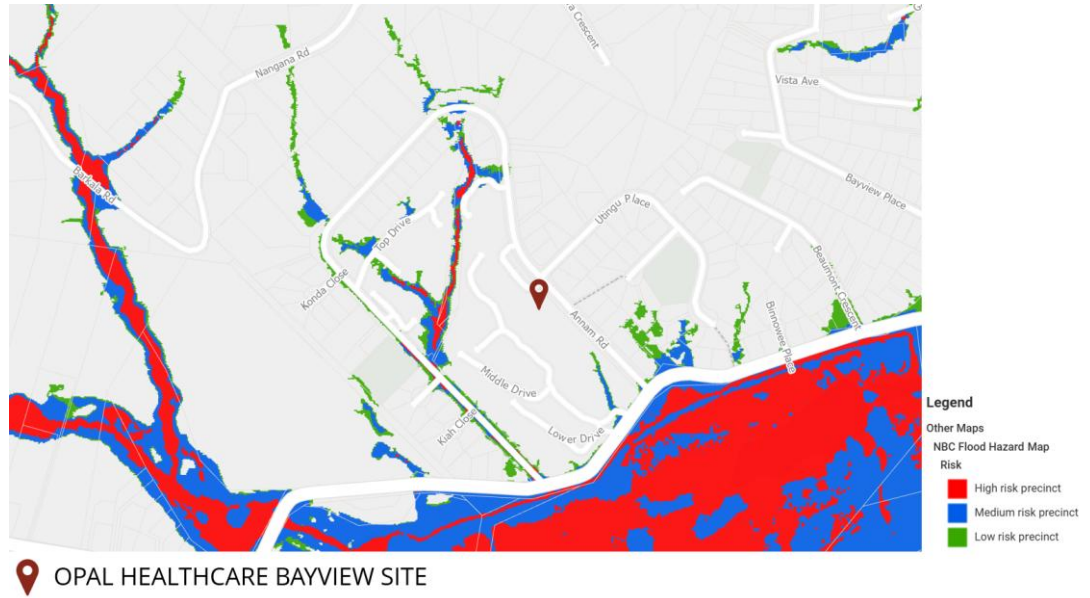 a Crescent
Nangana Rd
Vista Ave
Barkala Rd
Bayview Place
Utingu Place
Top Drive
Beaumont Crescent
Konda Close
Annam Rd
Binnowee Place
Middle Drive
Kiah Close
Lower Drive
Legend
Other Maps
NBC Flood Hazard Map
Risk
High risk precinct
Medium risk precinct
Low risk precinct
OPAL HEALTHCARE BAYVIEW SITE